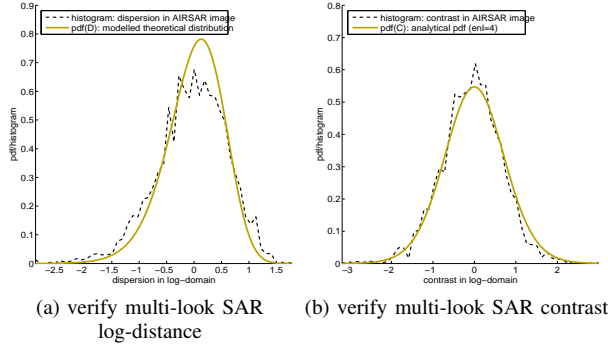 histogram: dispersion in AIRSAR image
pdf(D): modelled theoretical distribution
0.9
0.8
0.7
0.6
0.5
0.4
0.3
0.2
0.1
0
pdf/histogram
−2.5 −2 −1.5 −1 −0.5 0 0.5 1 1.5
dispersion in log−domain
(a) verify multi-look SAR
log-distance
histogram: contrast in AIRSAR image
pdf(C): analytical pdf (enl=4)
0.8
0.7
0.6
0.5
0.4
0.3
0.2
0.1
0
pdf/histogram
−3 −2 −1 0 1 2
contrast in log−domain
(b) verify multi-look SAR contrast